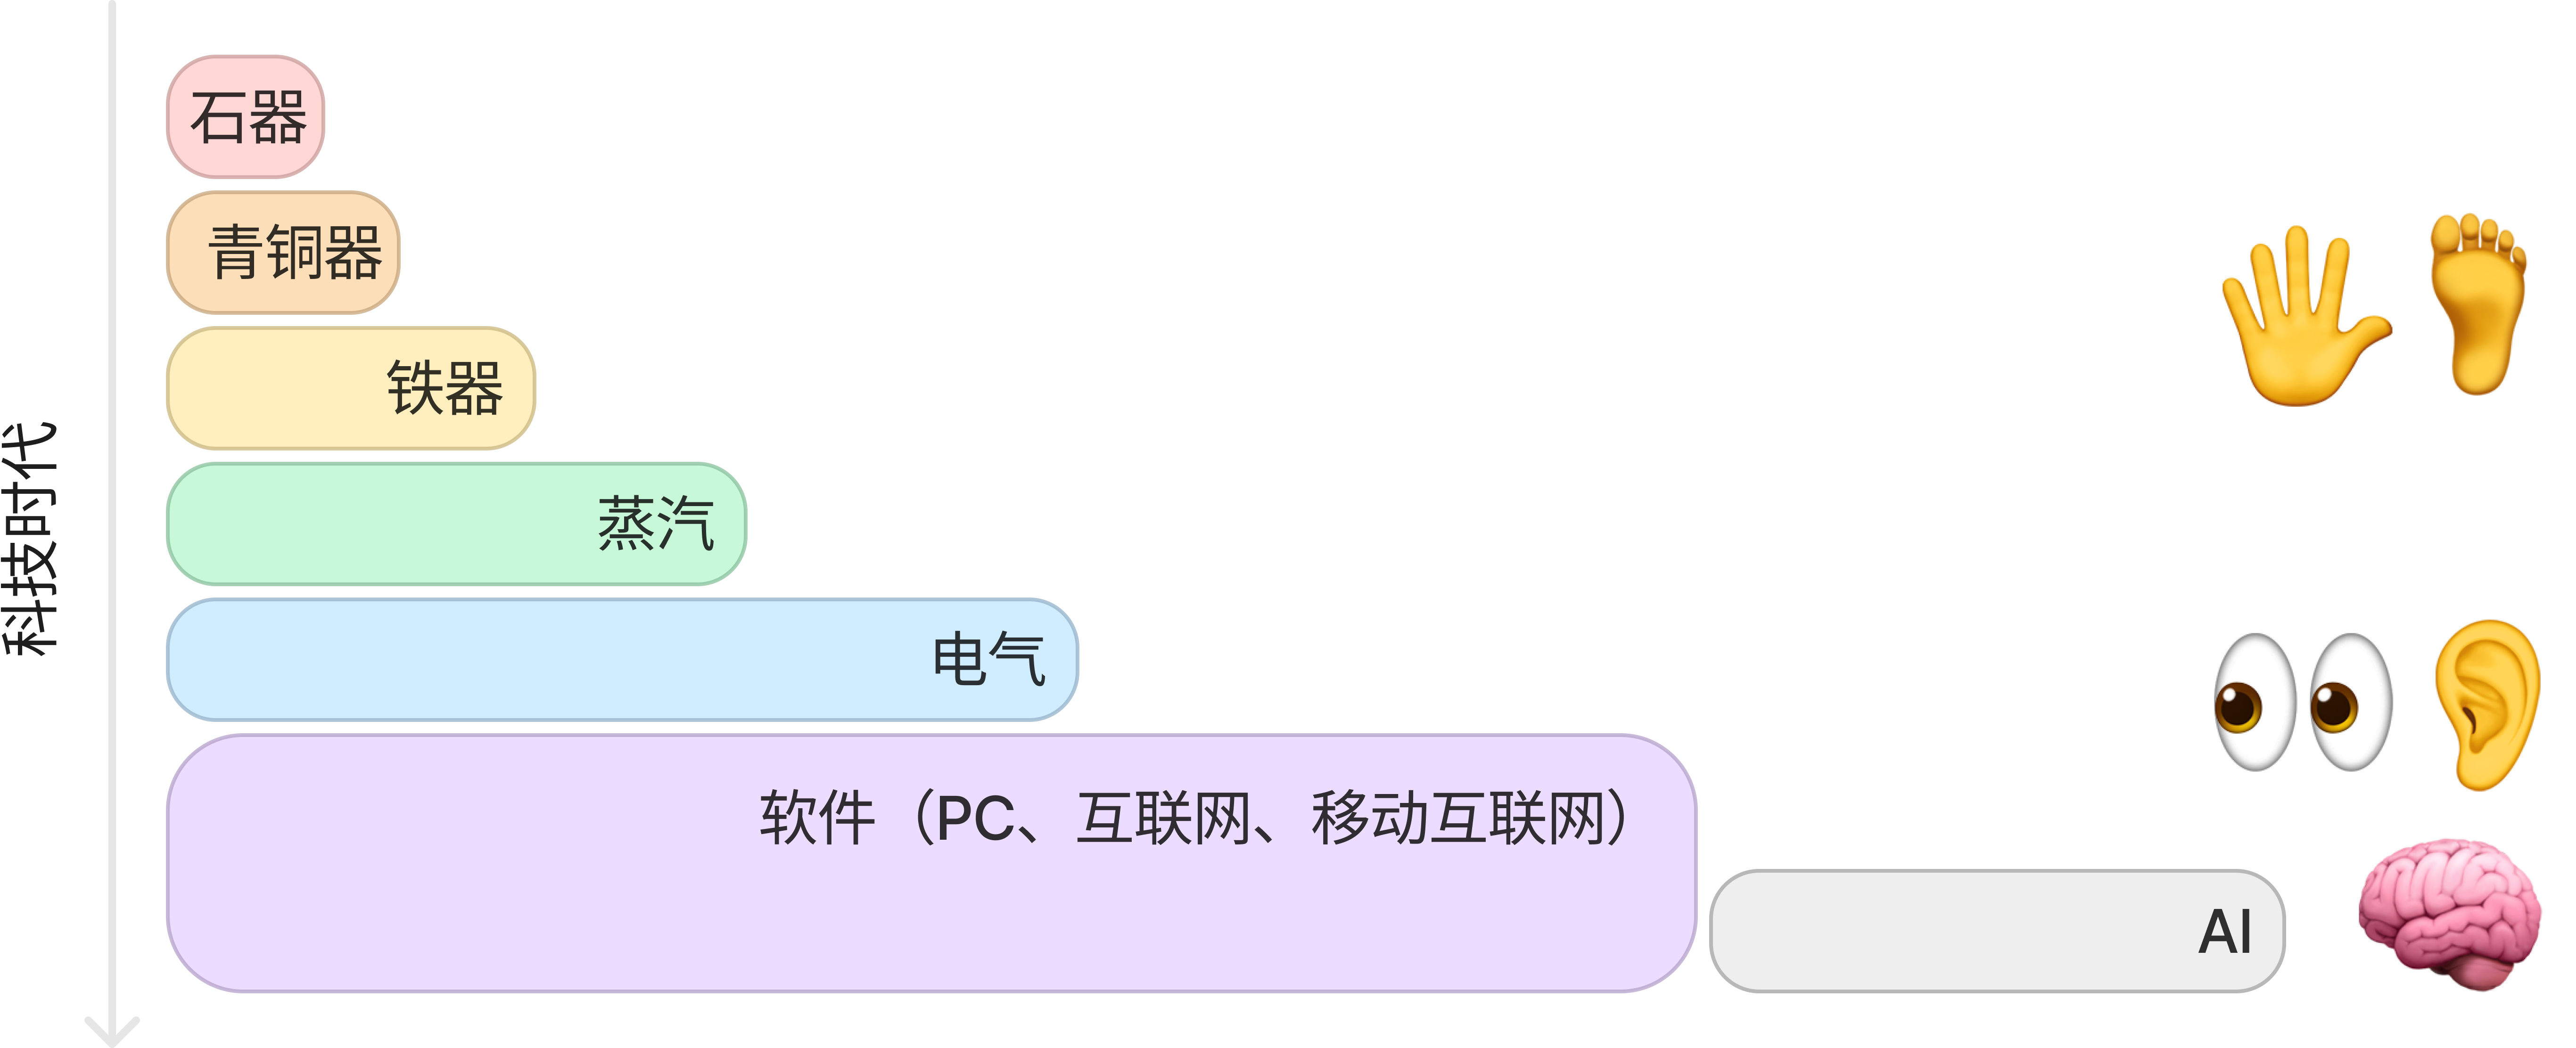 科技时代
石器
青铜器
铁器
蒸汽
电气
软件（PC、互联网、移动互联网）
AI